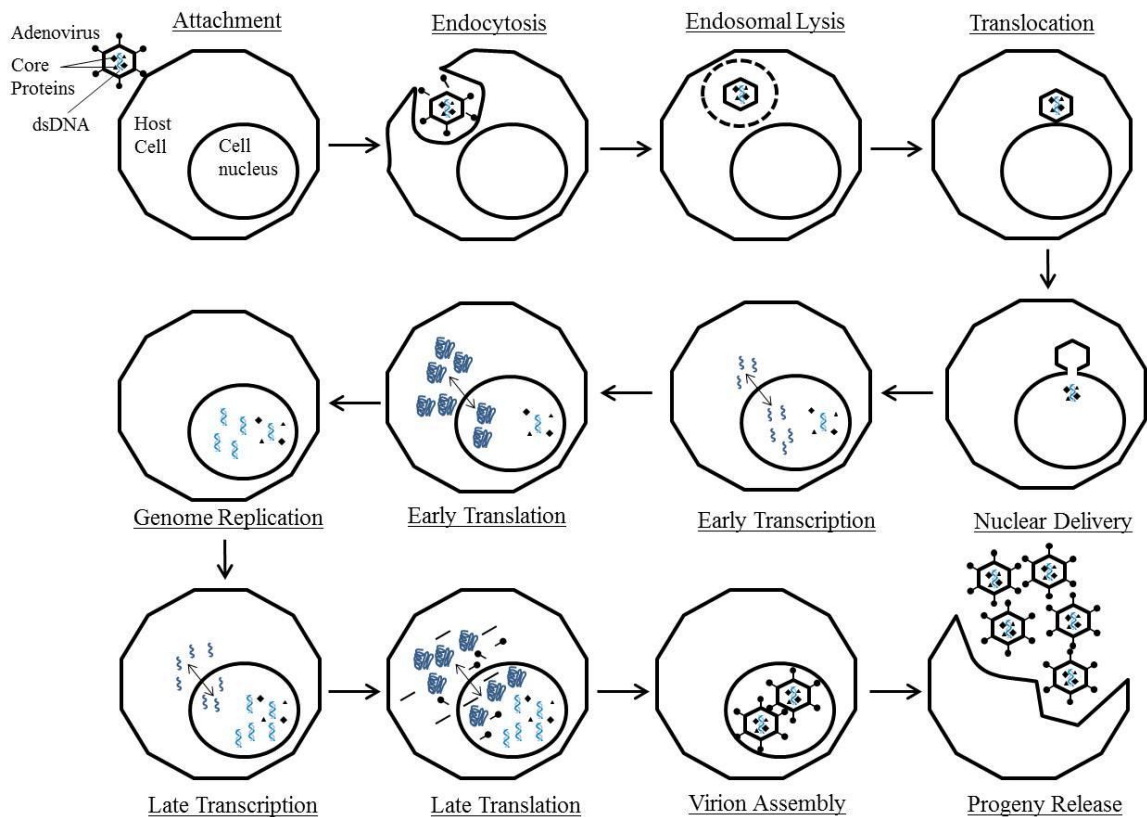 Attachment
Endocytosis
Endosomal Lysis
Translocation
Adenovirus
Core
Proteins
dsDNA
Host
Cell
Cell
nucleus
Genome Replication
Early Translation
Early Transcription
Nuclear Delivery
Late Transcription
Late Translation
Virion Assembly
Progeny Release